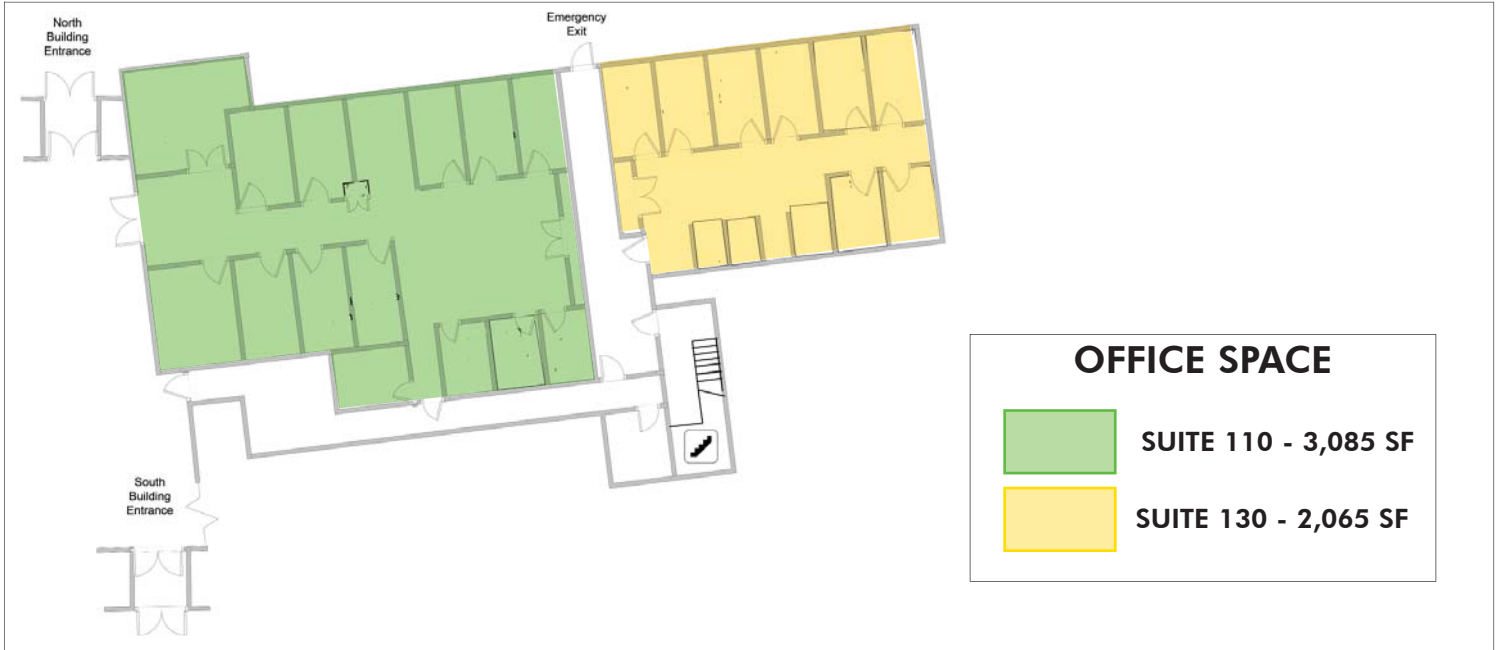 North
Building
Entrance
Emergency
Exit
OFFICE SPACE
SUITE 110 - 3,085 SF
SUITE 130 - 2,065 SF
South
Building
Entrance